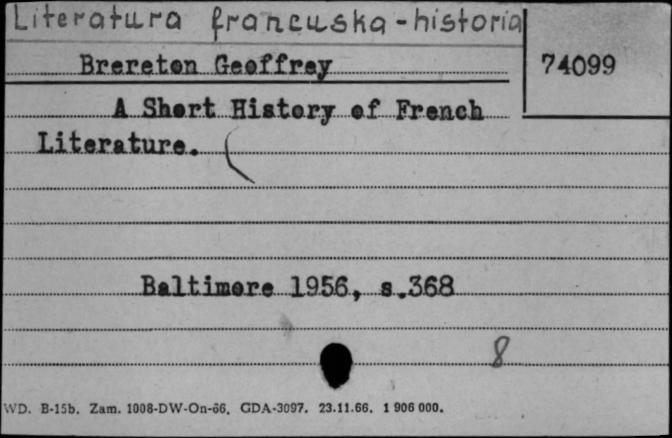 Literatura francuska - historia
Brereton Geoffrey
74099
A Short History of French
Literature.
Baltimore 1956, s.368
8
WD. B-15b. Zam. 1008-DW-On-66. GDA-3097. 23.11.66. 1 906 000.